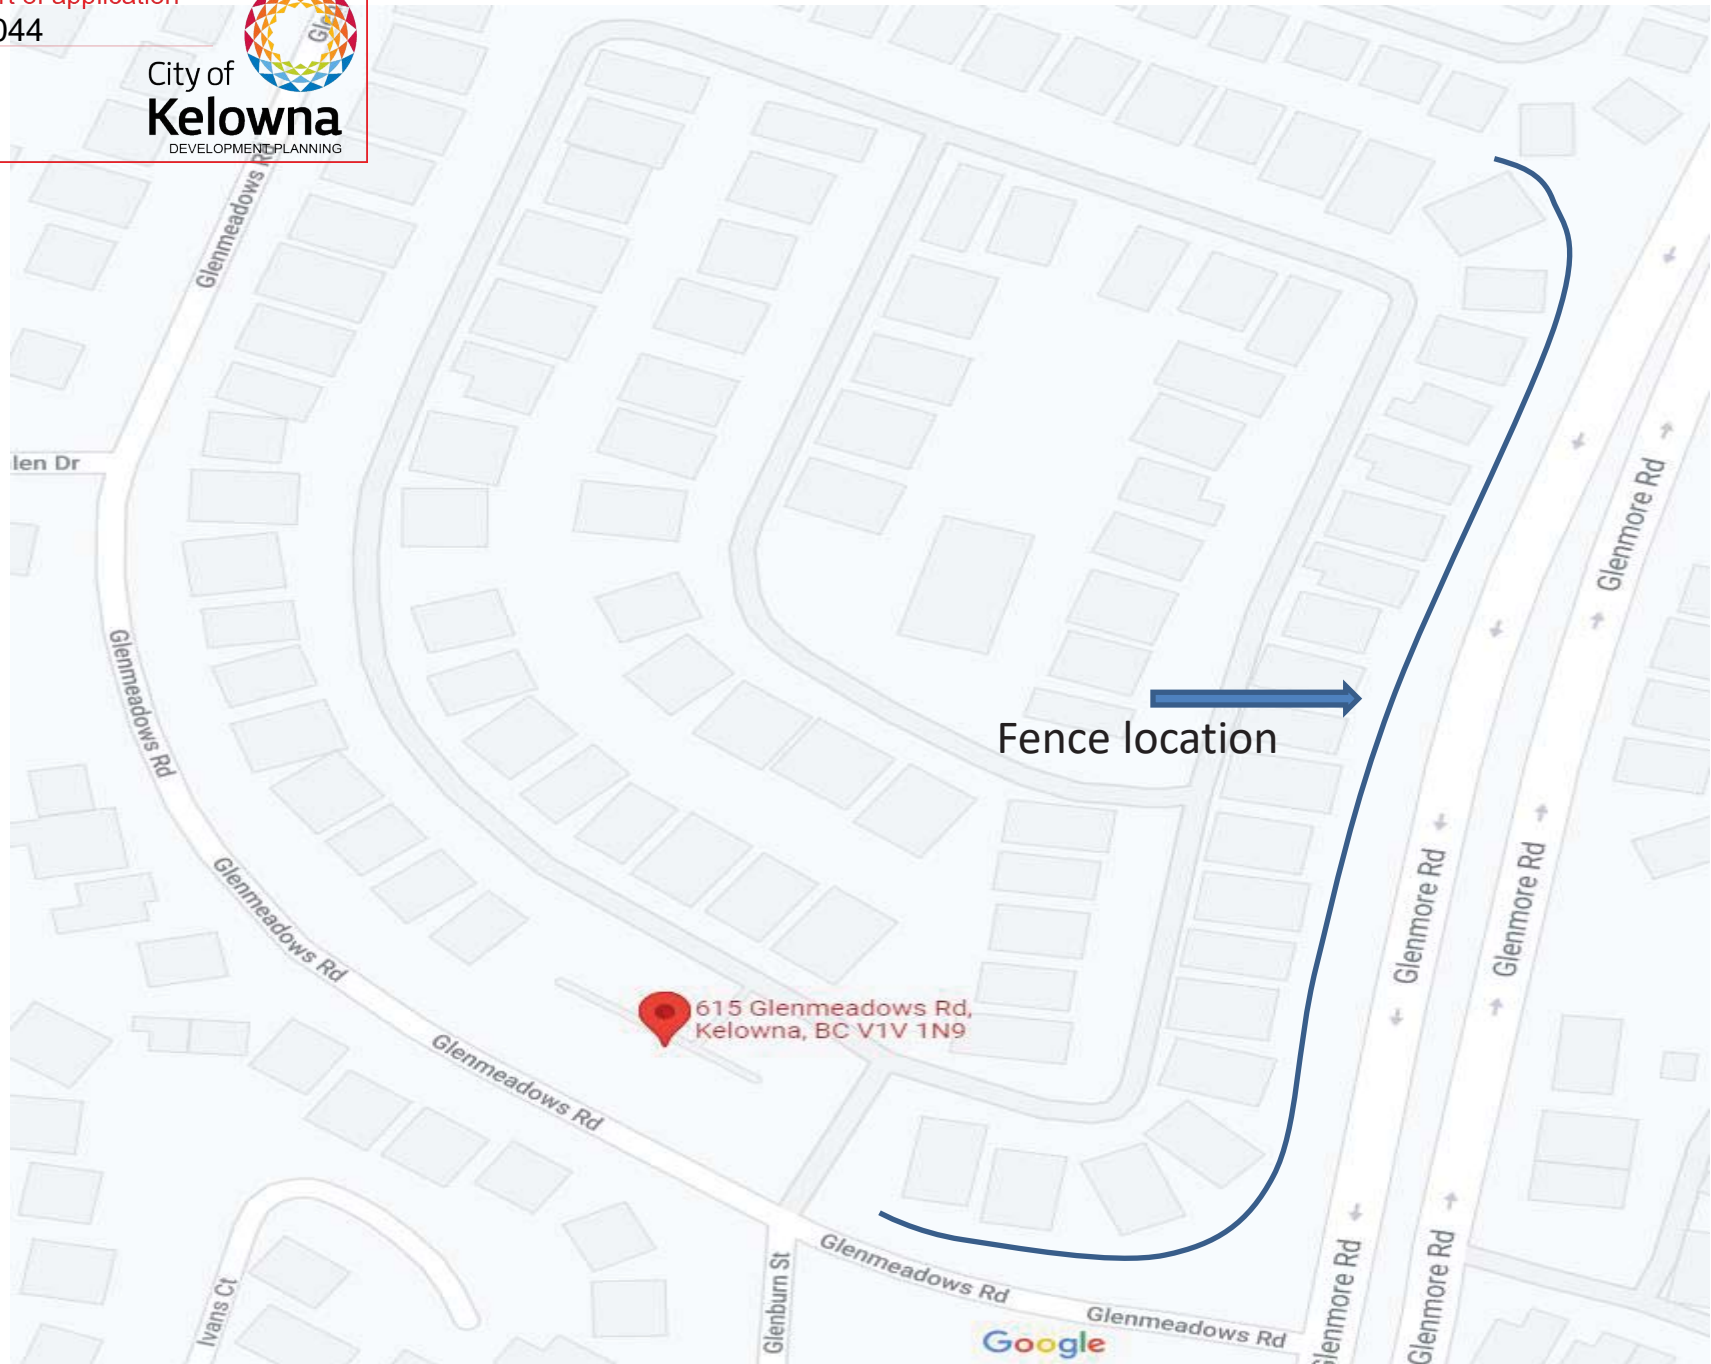 044
City of
Kelowna
DEVELOPMENT PLANNING
Glenmeadows Rd
len Dr
Glenmore Rd
Glenmeadows Rd
Fence location
Glenmeadows Rd
Glenmore Rd
Glenmore Rd
615 Glenmeadows Rd,
Kelowna, BC V1V 1N9
Glenmeadows Rd
Glenmeadows Rd
Glenmeadows Rd
Glenburn St
Ivans Ct
Glenmore Rd
Glenmore Rd
Google